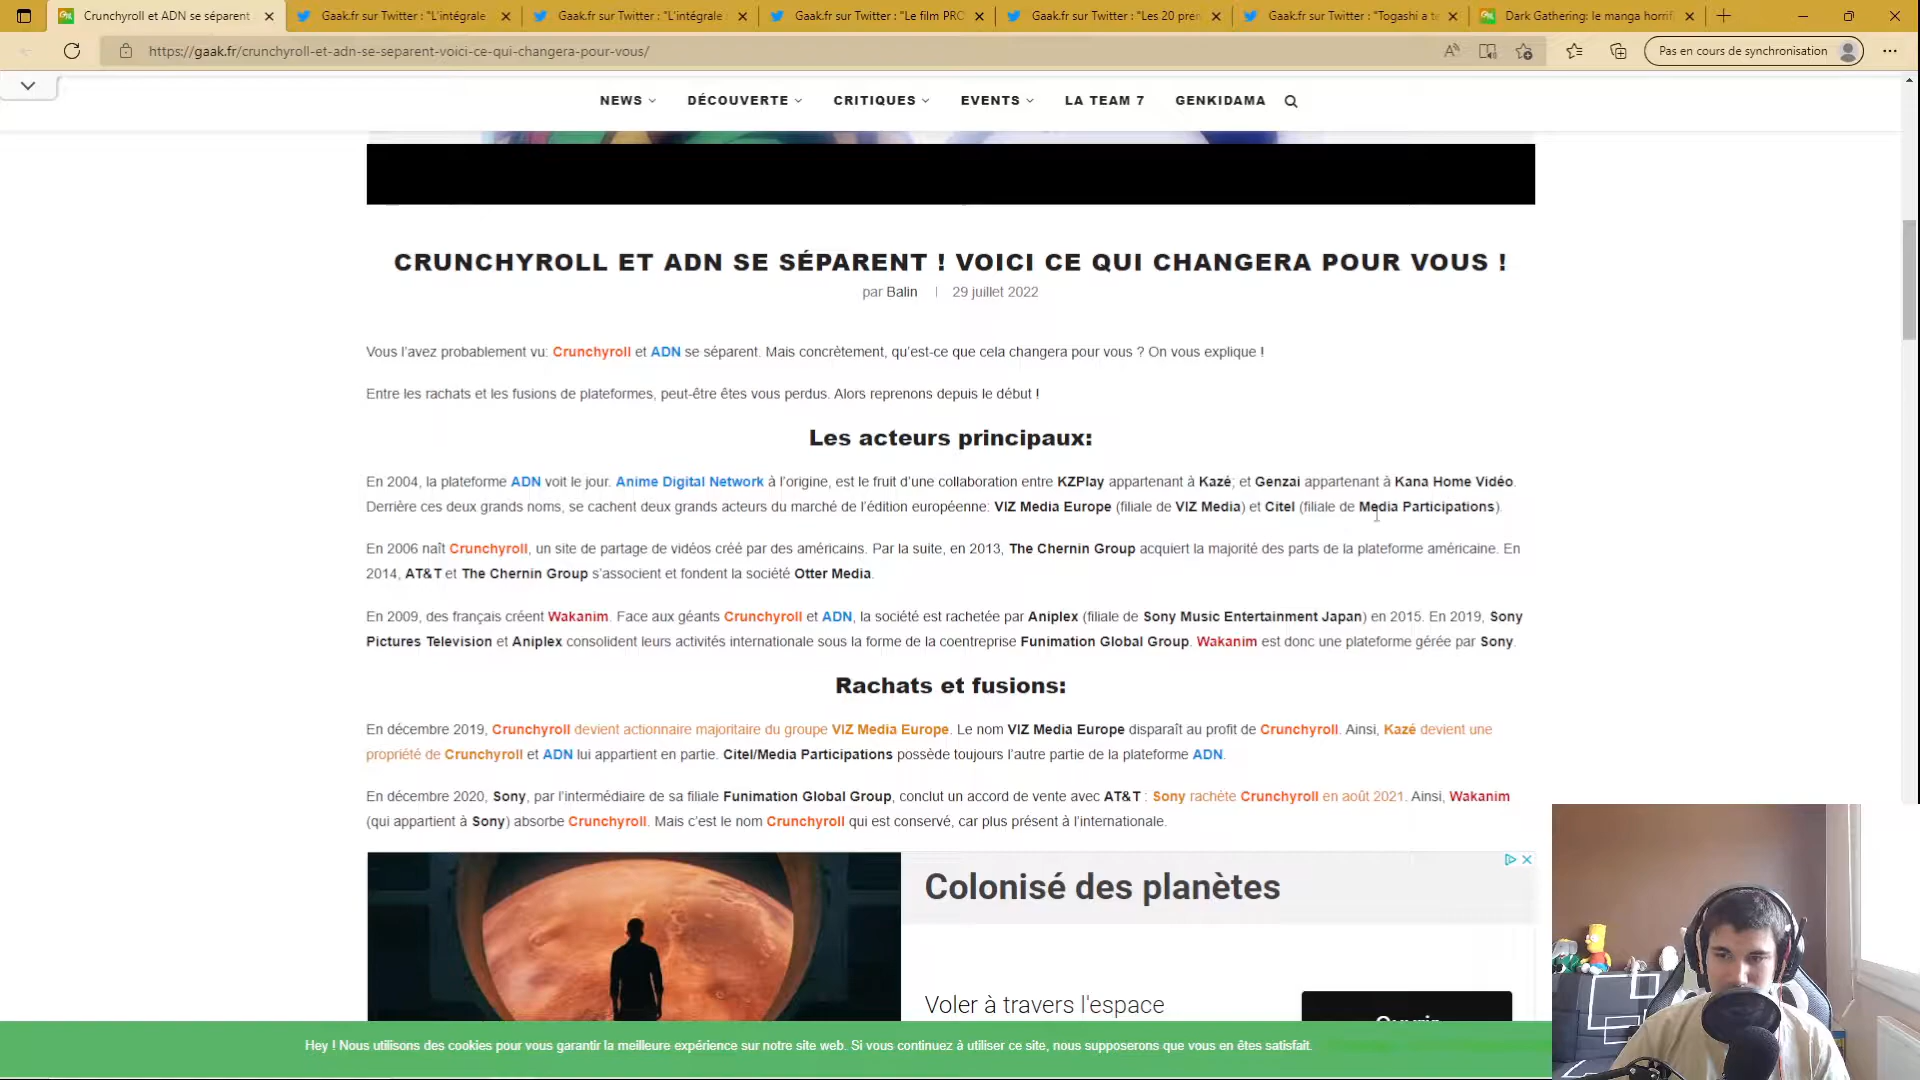 Crunchyroll et ADN se séparent
Gaak.fr sur Twitter : "L'intégrale
Gaak.fr sur Twitter : "L'intégrale
Gaak.fr sur Twitter : "Le film PRO
Gaak.fr sur Twitter : "Les 20 pren
Gaak.fr sur Twitter : "Togashi a te
Dark Gathering: le manga horrifi
https://gaak.fr/crunchyroll-et-adn-se-separent-voici-ce-qui-changera-pour-vous/
Pas en cours de synchronisation
NEWS DÉCOUVERTE CRITIQUES EVENTS LA TEAM 7 GENKIDAMA
CRUNCHYROLL ET ADN SE SÉPARENT ! VOICI CE QUI CHANGERA POUR VOUS !
par Balin | 29 juillet 2022
Vous l'avez probablement vu: Crunchyroll et ADN se séparent. Mais concrètement, qu'est-ce que cela changera pour vous ? On vous explique !
Entre les rachats et les fusions de plateformes, peut-être êtes vous perdus. Alors reprenons depuis le début !
Les acteurs principaux:
En 2004, la plateforme ADN voit le jour. Anime Digital Network à l'origine, est le fruit d'une collaboration entre KZPlay appartenant à Kazé; et Genzai appartenant à Kana Home Vidéo.
Derrière ces deux grands noms, se cachent deux grands acteurs du marché de l'édition européenne: VIZ Media Europe (filiale de VIZ Media) et Citel (filiale de Media Participations).
En 2006 naît Crunchyroll, un site de partage de vidéos créé par des américains. Par la suite, en 2013, The Chernin Group acquiert la majorité des parts de la plateforme américaine. En
2014, AT&T et The Chernin Group s'associent et fondent la société Otter Media.
En 2009, des français créent Wakanim. Face aux géants Crunchyroll et ADN, la société est rachetée par Aniplex (filiale de Sony Music Entertainment Japan) en 2015. En 2019, Sony
Pictures Television et Aniplex consolident leurs activités internationale sous la forme de la coentreprise Funimation Global Group. Wakanim est donc une plateforme gérée par Sony.
Rachats et fusions:
En décembre 2019, Crunchyroll devient actionnaire majoritaire du groupe VIZ Media Europe. Le nom VIZ Media Europe disparaît au profit de Crunchyroll. Ainsi, Kazé devient une
propriété de Crunchyroll et ADN lui appartient en partie. Citel/Media Participations possède toujours l'autre partie de la plateforme ADN.
En décembre 2020, Sony, par l'intermédiaire de sa filiale Funimation Global Group, conclut un accord de vente avec AT&T : Sony rachète Crunchyroll en août 2021. Ainsi, Wakanim
(qui appartient à Sony) absorbe Crunchyroll. Mais c'est le nom Crunchyroll qui est conservé, car plus présent à l'internationale.
Colonisé des planètes
Voler à travers l'espace
Hey ! Nous utilisons des cookies pour vous garantir la meilleure expérience sur notre site web. Si vous continuez à utiliser ce site, nous supposerons que vous en êtes satisfait.